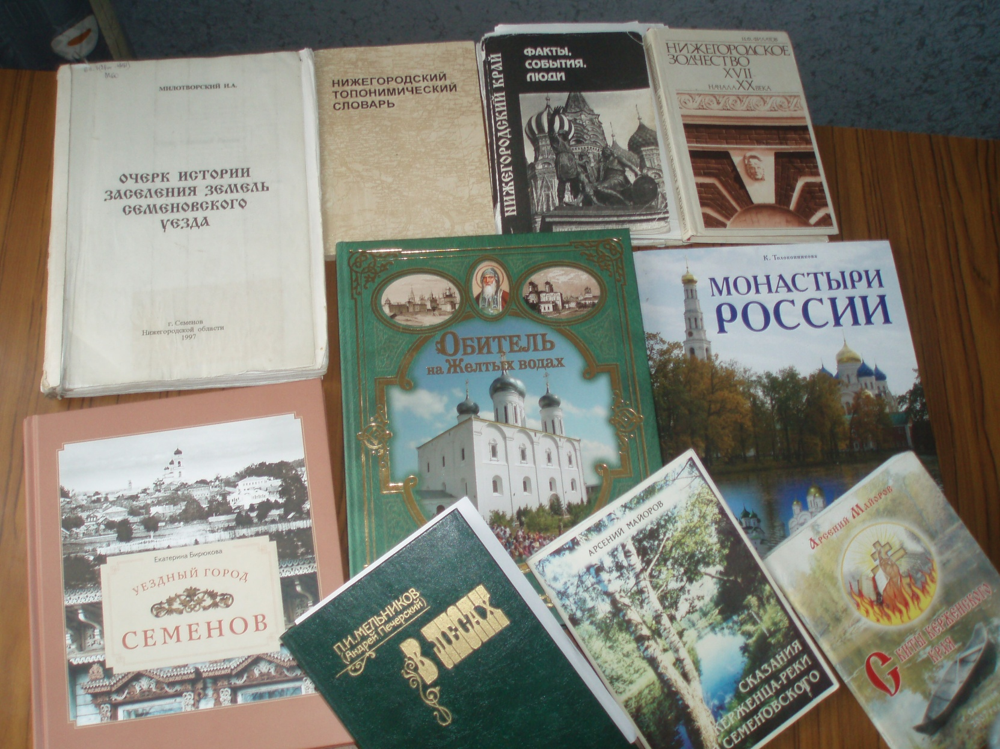 МИЛОТВОРСКИЙ И.А.
ОЧЕРК ИСТОРИИ
ЗАСЕЛЕНИЯ ЗЕМЕЛЬ
СЕМЕНОВСКОГО
УЕЗДА
г. Семенов
Нижегородской области
1997
НИЖЕГОРОДСКИЙ
ТОПОНИМИЧЕСКИЙ
СЛОВАРЬ
НИЖЕГОРОДСКИЙ КРАЙ
ФАКТЫ,
СОБЫТИЯ,
ЛЮДИ
Н.Ф. ФИЛАТОВ
НИЖЕГОРОДСКОЕ
ЗОДЧЕСТВО
XVII
НАЧАЛА XX ВЕКА
ОБИТЕЛЬ
на Желтых водах
К. Толоконникова
МОНАСТЫРИ
РОССИИ
Екатерина Бирюкова
УЕЗДНЫЙ ГОРОД
СЕМЕНОВ
П.И.МЕЛЬНИКОВ
(Андрей Печерский)
В ЛЕСАХ
АРСЕНИЙ МАЙОРОВ
СКАЗАНИЯ
КЕРЖЕНЦА-РЕКИ
СЕМЕНОВСКОГО
Арсений Майоров
Скиты керженского
края